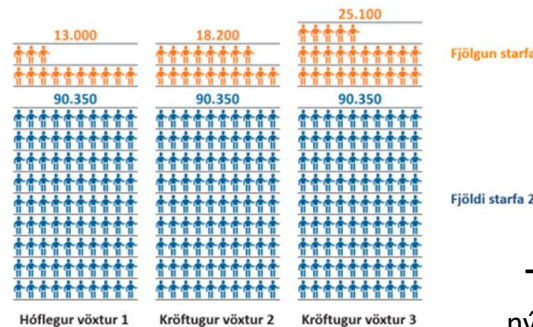 25.100
13.000 18.200
Fjölgun starfa
90.350 90.350 90.350
Fjöldi starfa 2
Hóflegur vöxtur 1 Kröftugur vöxtur 2 Kröftugur vöxtur 3